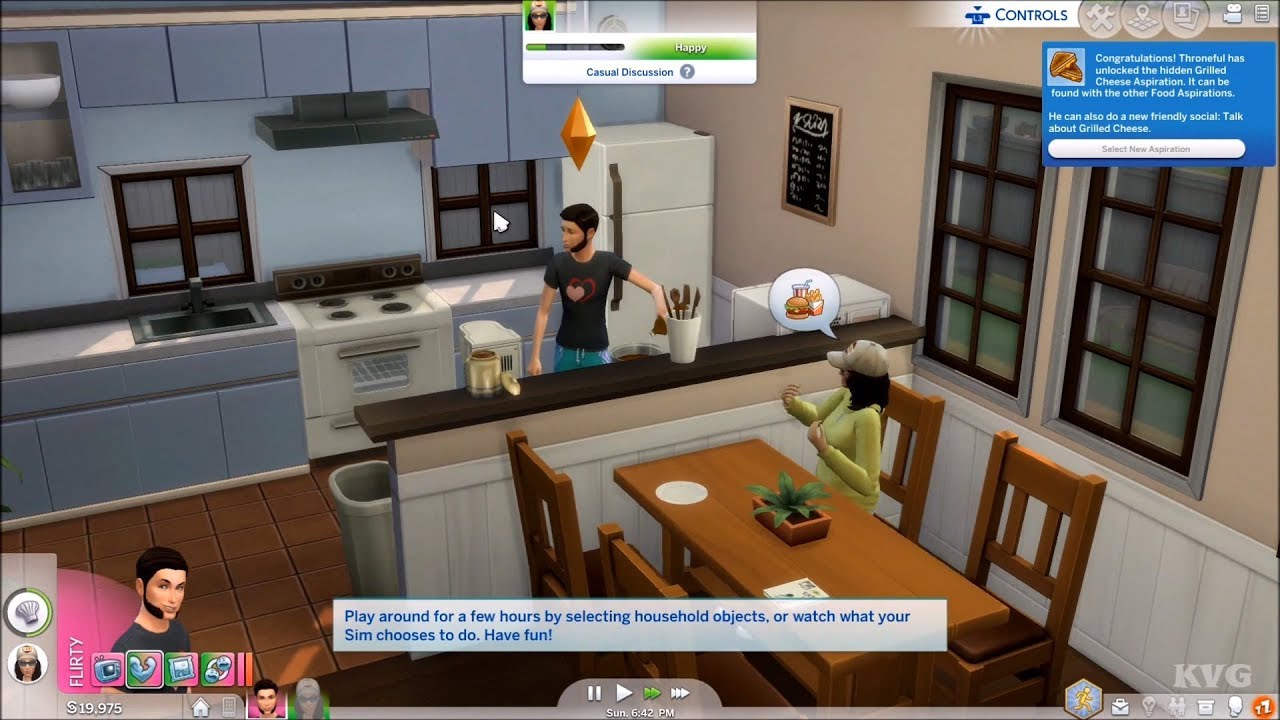 L3 CONTROLS
Happy
Casual Discussion ?
Congratulations! Throneful has
unlocked the hidden Grilled
Cheese Aspiration. It can be
found with the other Food Aspirations.
He can also do a new friendly social: Talk
about Grilled Cheese.
Select New Aspiration
Play around for a few hours by selecting household objects, or watch what your
Sim chooses to do. Have fun!
FLIRTY
§19,975
Sun. 6:42 PM
KVG